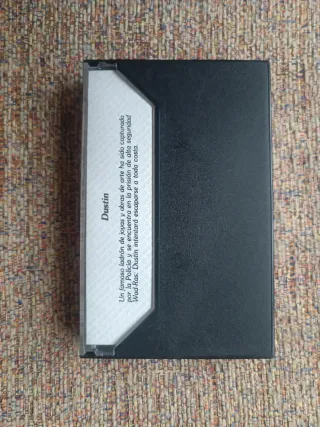 Dustin
Un famoso ladrón de joyas y obras de arte ha sido capturado
por la Policía y se encuentra en la prisión de alta seguridad
Wad-Ras. Dustin intentará escaparse a toda costa.